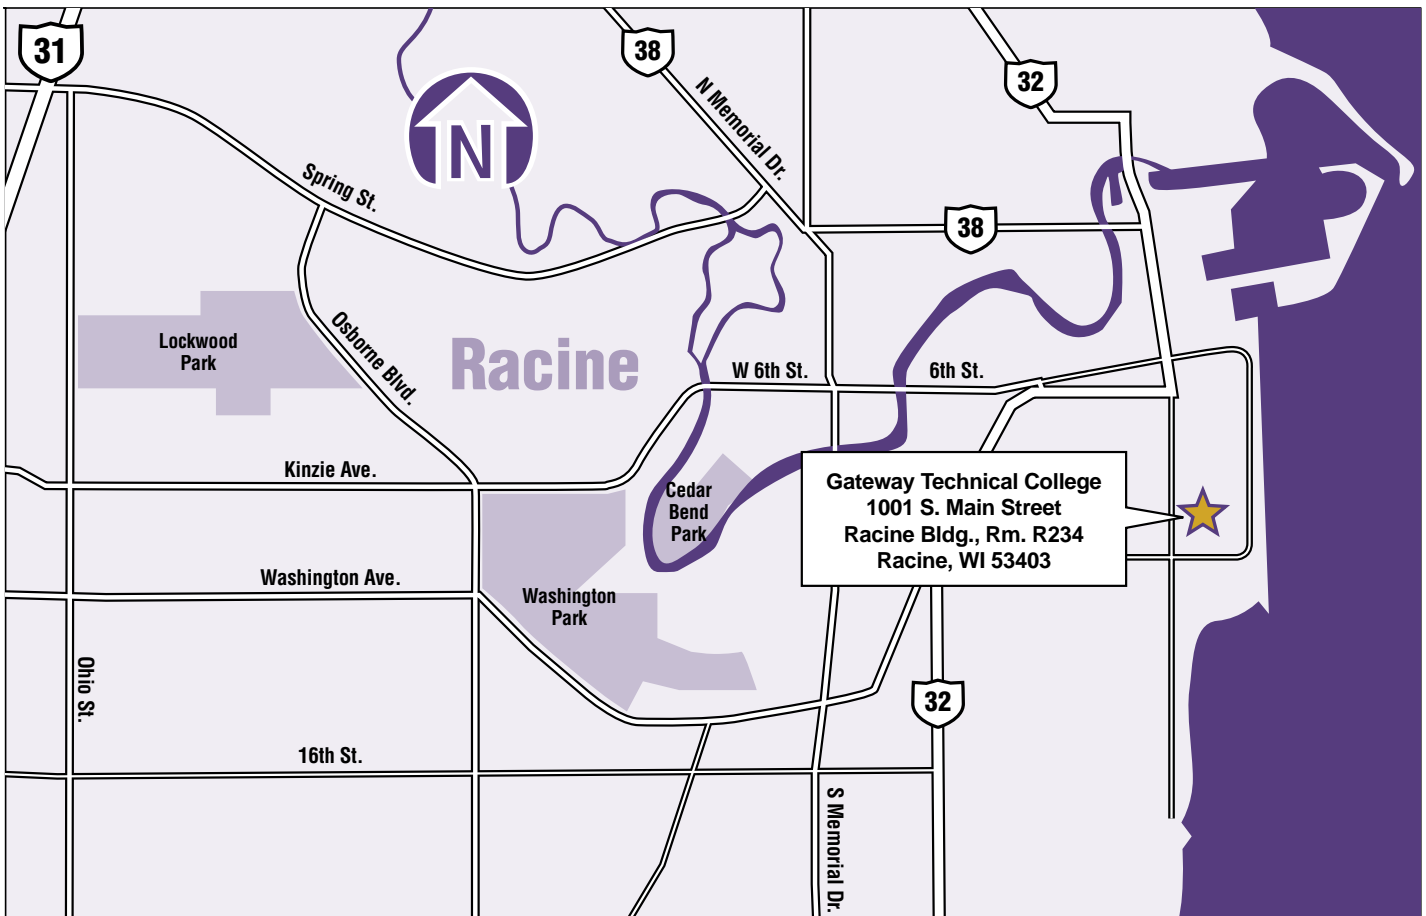 31
38
32
N Memorial Dr.
N
Spring St.
38
Lockwood
Park
Osborne Blvd.
Racine
W 6th St.
6th St.
Kinzie Ave.
Cedar
Bend
Park
Gateway Technical College
1001 S. Main Street
Racine Bldg., Rm. R234
Racine, WI 53403
Washington Ave.
Washington
Park
Ohio St.
32
16th St.
S Memorial Dr.